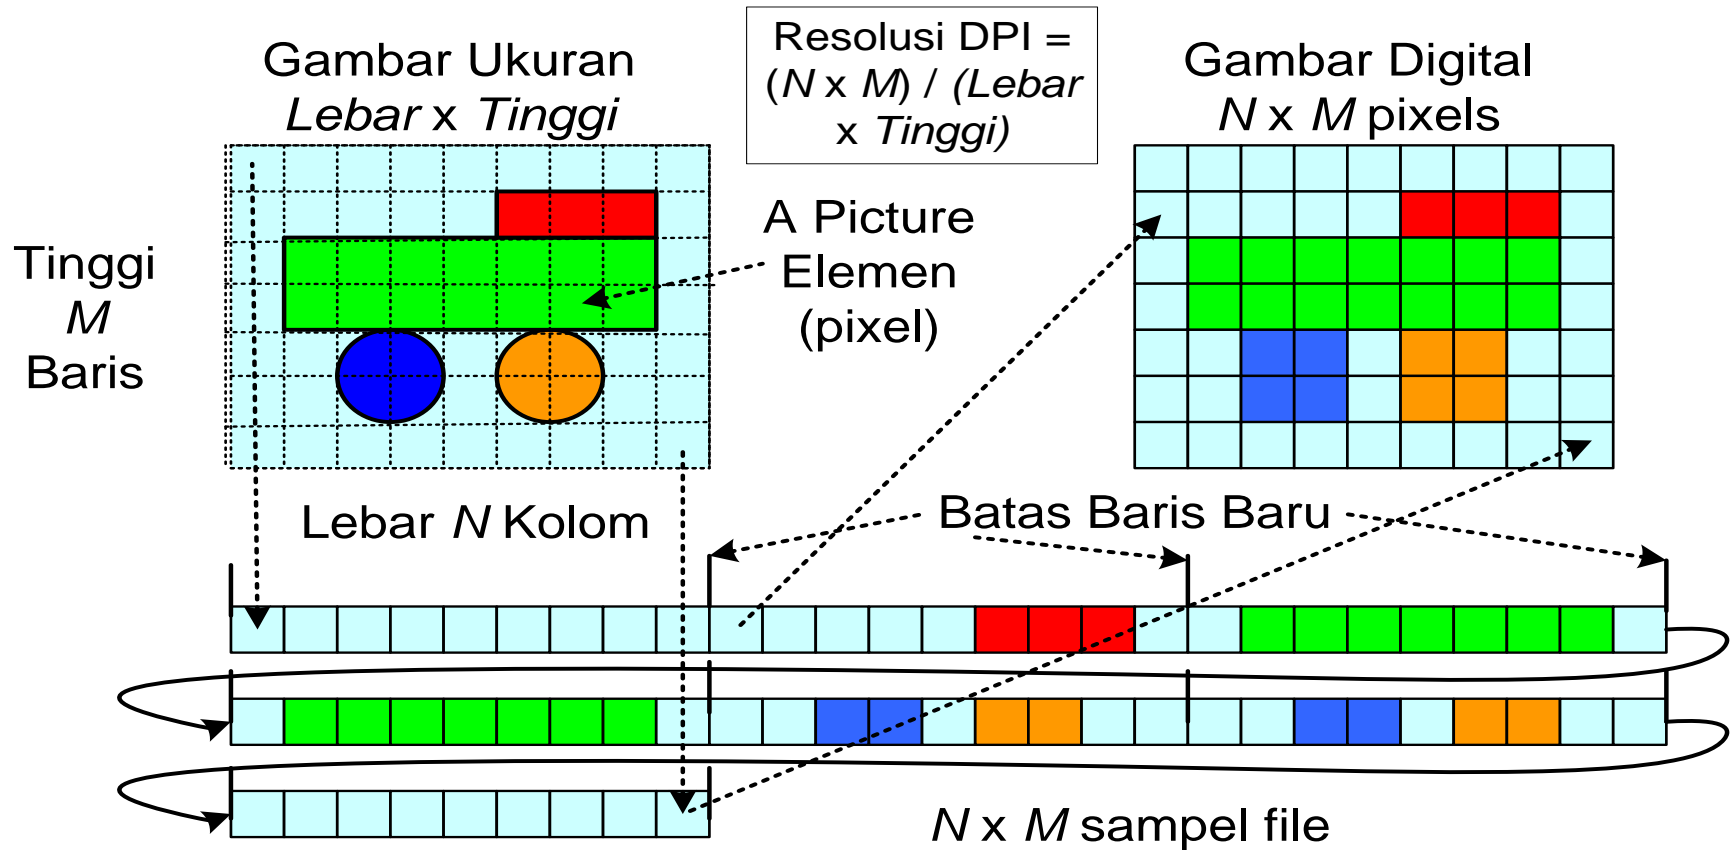 Gambar Ukuran
Lebar x Tinggi
Resolusi DPI =
(N x M) / (Lebar
x Tinggi)
Gambar Digital
N x M pixels
Tinggi
M
Baris
A Picture
Elemen
(pixel)
Lebar N Kolom
Batas Baris Baru
N x M sampel file